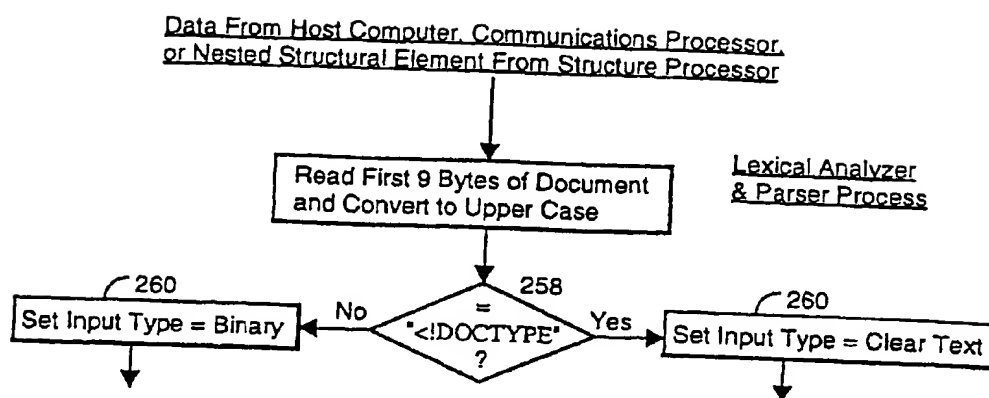 Data From Host Computer, Communications Processor,
or Nested Structural Element From Structure Processor
Read First 9 Bytes of Document
and Convert to Upper Case
Lexical Analyzer
& Parser Process
260
Set Input Type = Binary
No
258
=
"<!DOCTYPE"
?
Yes
260
Set Input Type = Clear Text